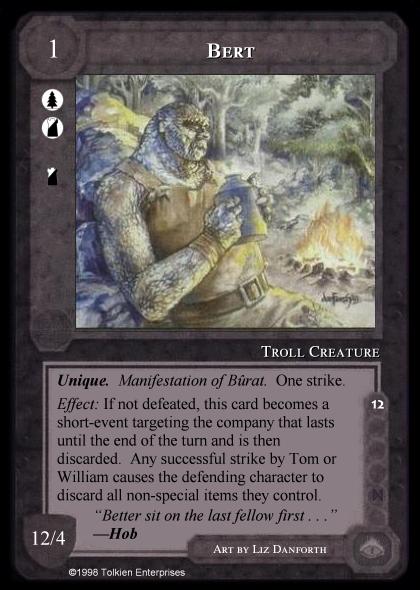 1
BERT
TROLL CREATURE
Unique. Manifestation of Bûrat. One strike.
Effect: If not defeated, this card becomes a
12
short-event targeting the company that lasts
until the end of the turn and is then
discarded. Any successful strike by Tom or
William causes the defending character to
discard all non-special items they control.
“Better sit on the last fellow first . . .”
—Hob
12/4
ART BY LIZ DANFORTH
©1998 Tolkien Enterprises